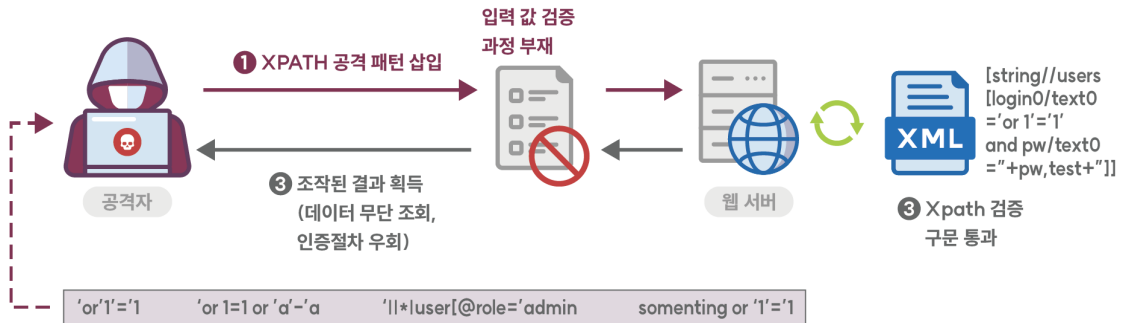 입력 값 검증
과정 부재
❶ XPATH 공격 패턴 삽입
❸ 조작된 결과 획득
(데이터 무단 조회,
인증절차 우회)
공격자
웹 서버
XML
[string//users
[login0/text0
='or 1'='1'
and pw/text0
="+pw,test+"]]
❸ Xpath 검증
구문 통과
'or'1'='1
'or 1=1 or 'a'-'a
'||*|user[@role='admin
somenting or '1'='1